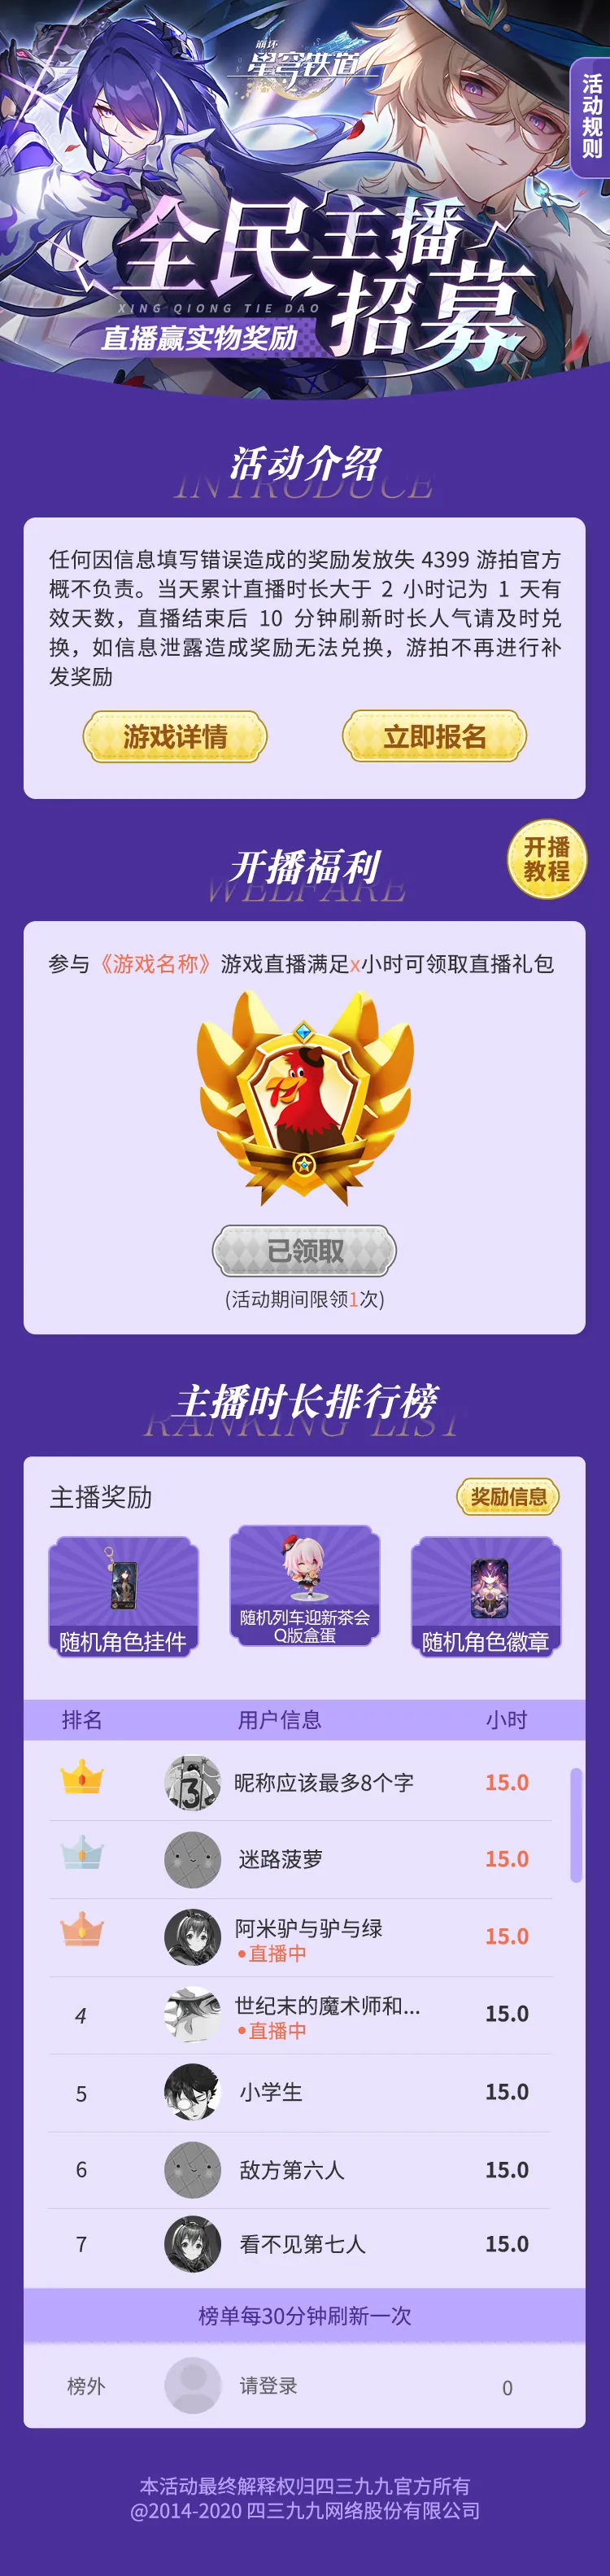 崩坏
星穹铁道
活动规则
全民主播
招募
XING QIONG TIE DAO
直播赢实物奖励
活动介绍
INTRODUCE
任何因信息填写错误造成的奖励发放失 4399 游拍官方
概不负责。当天累计直播时长大于 2 小时记为 1 天有
效天数，直播结束后 10 分钟刷新时长人气请及时兑
换，如信息泄露造成奖励无法兑换，游拍不再进行补
发奖励
游戏详情
立即报名
开播福利
WELFARE
开播
教程
参与《游戏名称》游戏直播满足x小时可领取直播礼包
已领取
(活动期间限领1次)
主播时长排行榜
RANKING LIST
主播奖励
奖励信息
随机角色挂件
随机列车迎新茶会
Q版盒蛋
随机角色徽章
排名 用户信息 小时
昵称应该最多8个字 15.0
迷路菠萝 15.0
阿米驴与驴与绿 15.0
•直播中
4 世纪末的魔术师和... 15.0
•直播中
5 小学生 15.0
6 敌方第六人 15.0
7 看不见第七人 15.0
榜单每30分钟刷新一次
榜外 请登录 0
本活动最终解释权归四三九九官方所有
@2014-2020 四三九九网络股份有限公司